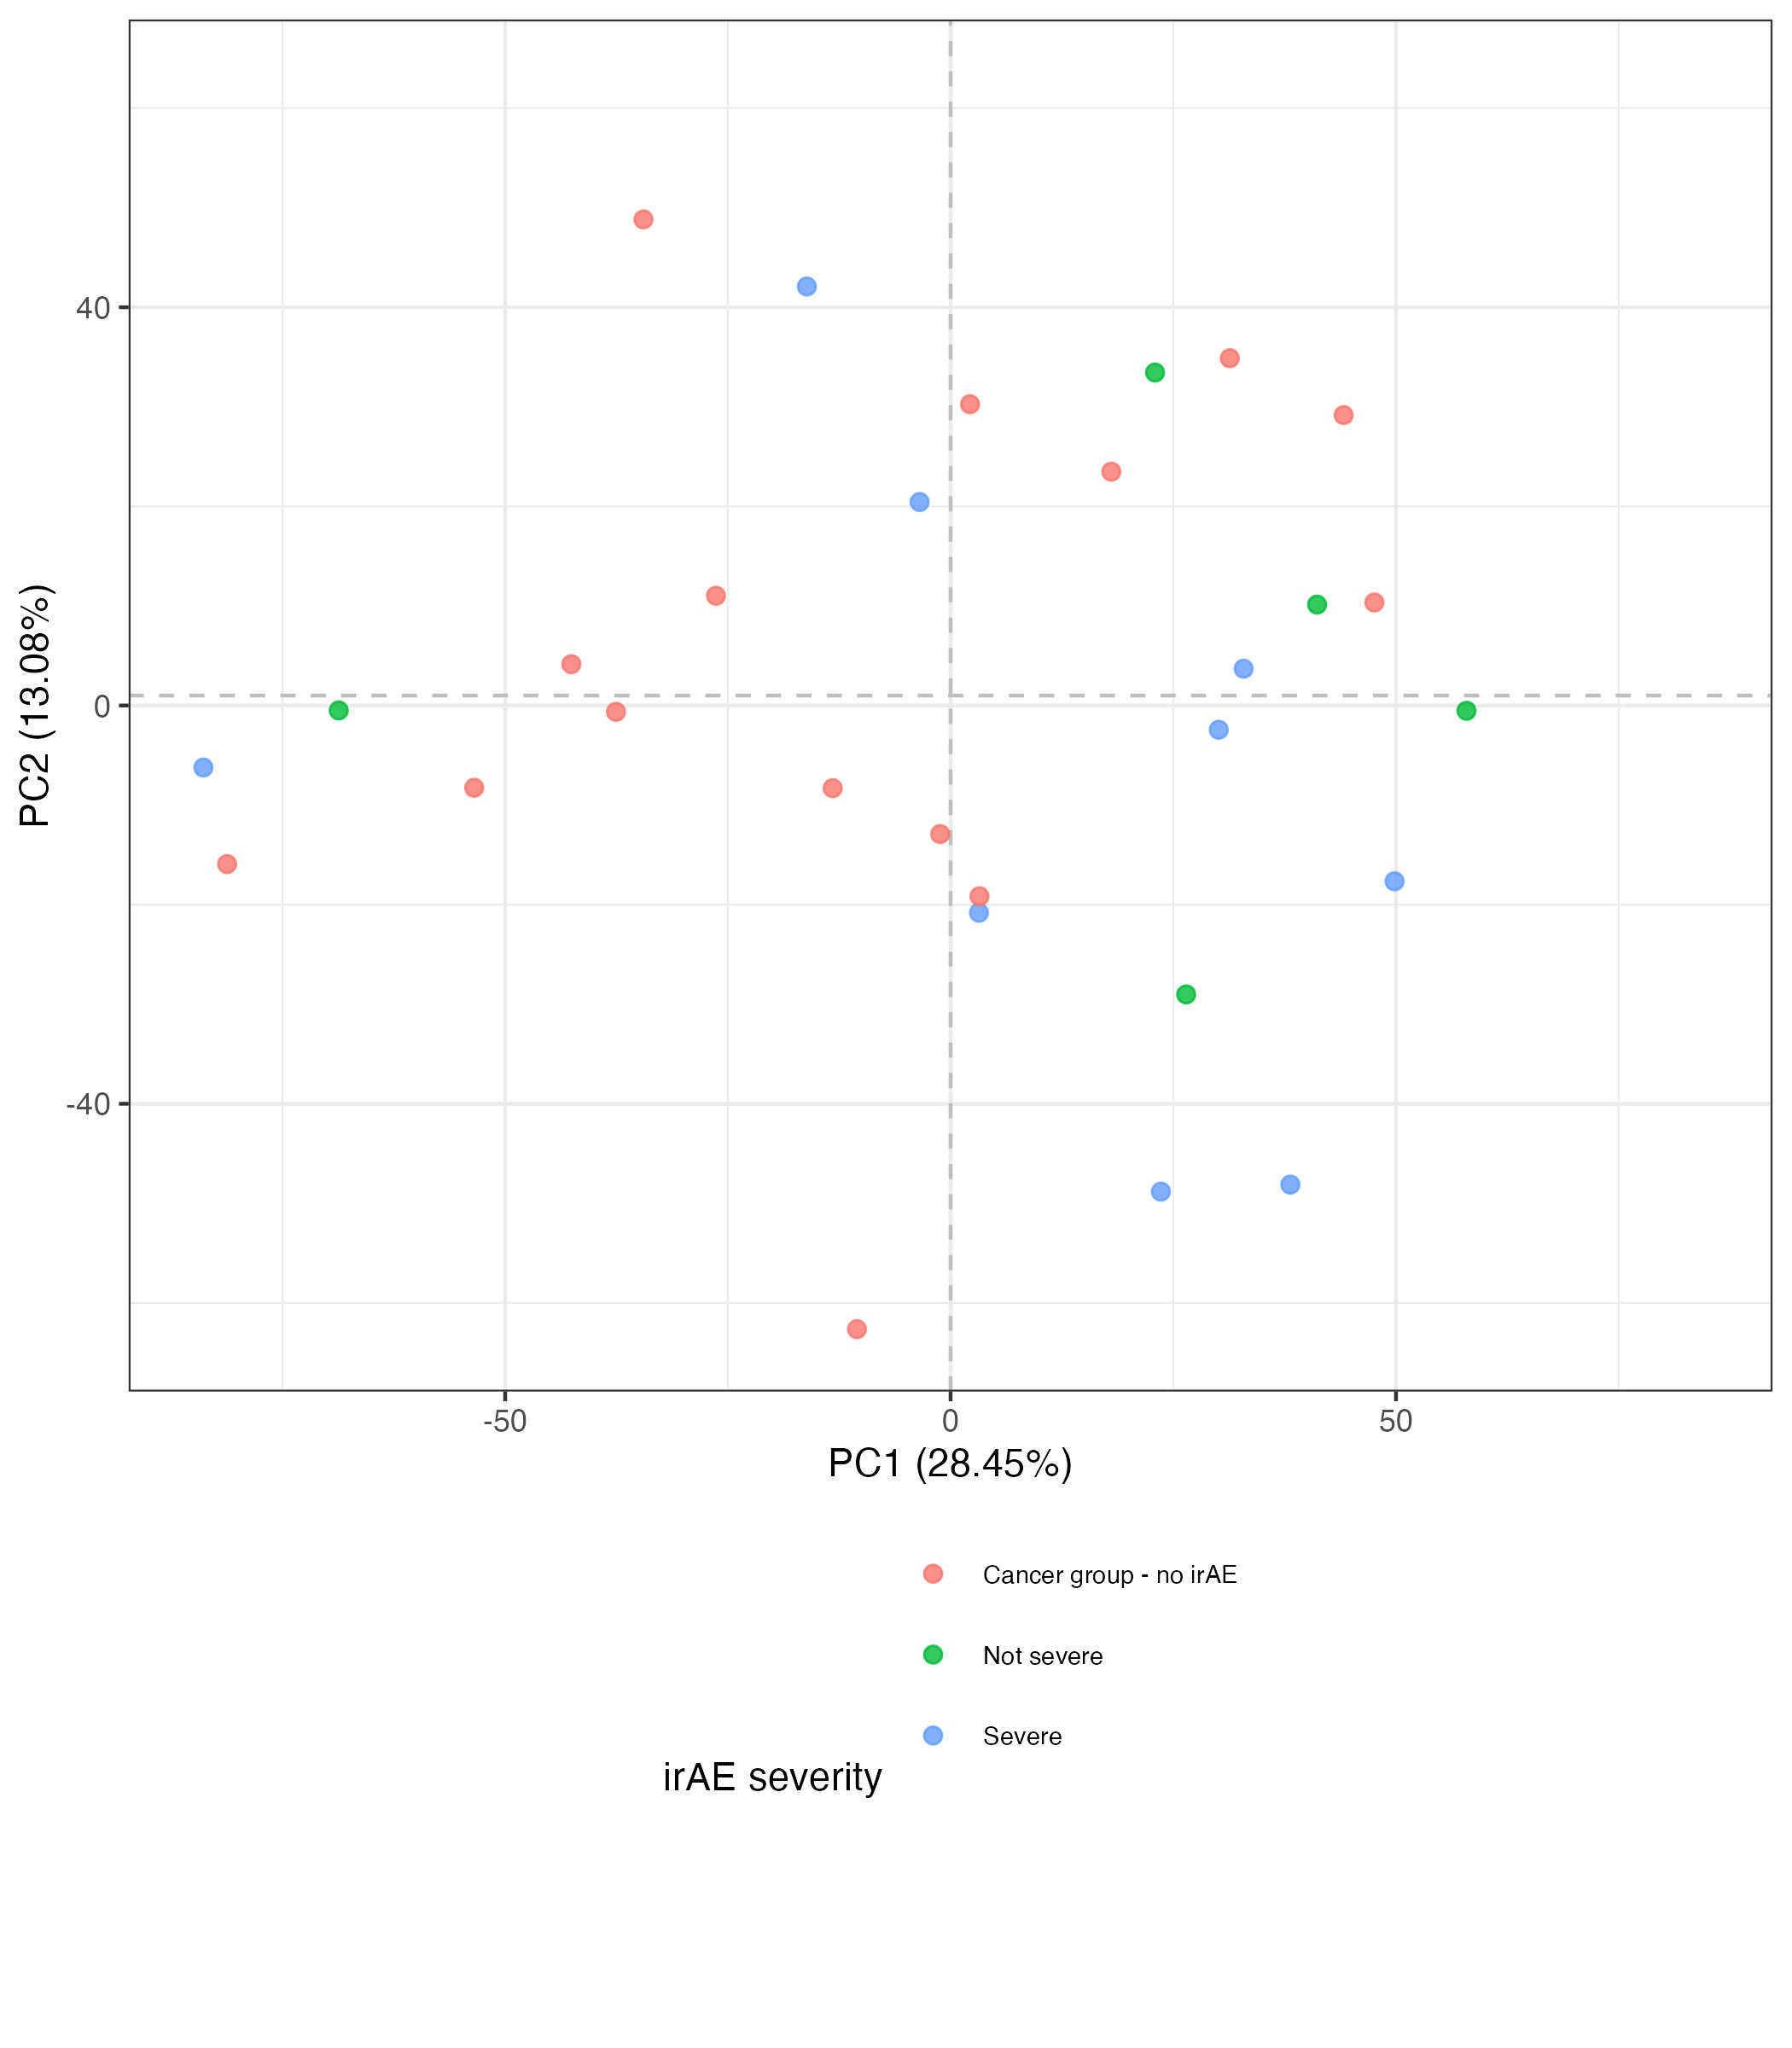 PC2 (13.08%)
40
0
-40
-50
0
50
PC1 (28.45%)
Cancer group - no irAE
Not severe
Severe
irAE severity